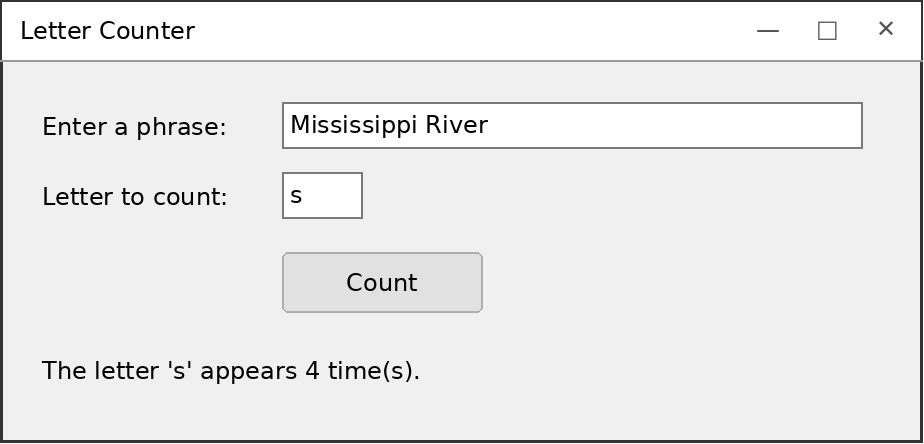 Letter Counter
Enter a phrase: Mississippi River
Letter to count: s
Count
The letter 's' appears 4 time(s).